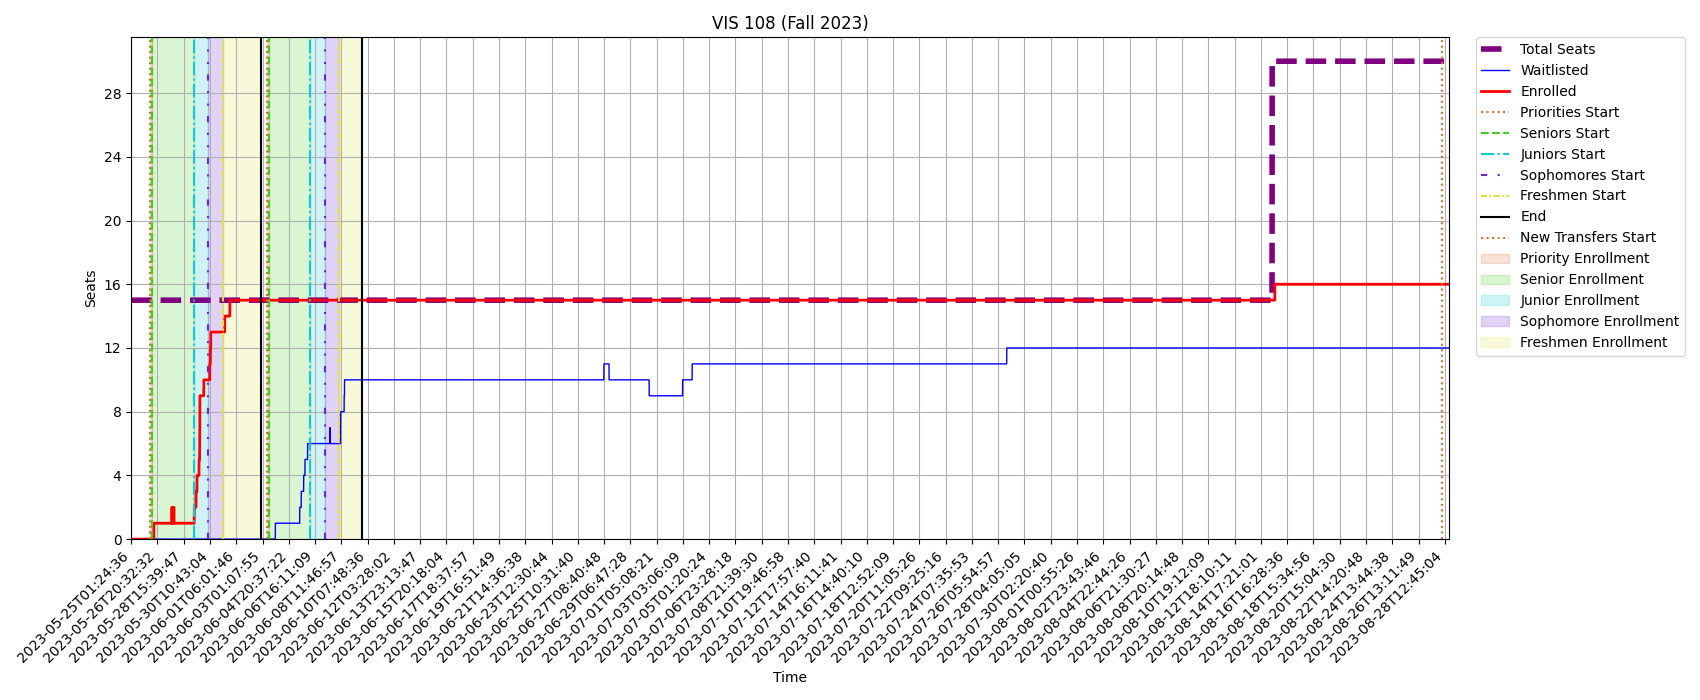 VIS 108 (Fall 2023)
Seats
28
24
20
16
12
8
4
0
2023-05-25T01:24:36
2023-05-26T20:32:32
2023-05-28T15:39:47
2023-05-30T10:43:04
2023-06-01T06:01:46
2023-06-03T01:07:55
2023-06-04T20:37:22
2023-06-06T16:11:09
2023-06-08T11:46:57
2023-06-10T07:48:36
2023-06-12T03:28:02
2023-06-13T23:13:47
2023-06-15T20:18:04
2023-06-17T18:37:57
2023-06-19T16:51:49
2023-06-21T14:36:38
2023-06-23T12:30:44
2023-06-25T10:31:40
2023-06-27T08:40:48
2023-06-29T06:47:28
2023-07-01T05:08:21
2023-07-03T03:06:09
2023-07-05T01:20:24
2023-07-06T23:28:18
2023-07-08T21:39:30
2023-07-10T19:46:58
2023-07-12T17:57:40
2023-07-14T16:11:41
2023-07-16T14:40:10
2023-07-18T12:52:09
2023-07-20T11:05:26
2023-07-22T09:25:16
2023-07-24T07:35:53
2023-07-26T05:54:57
2023-07-28T04:05:05
2023-07-30T02:20:40
2023-08-01T00:55:26
2023-08-02T23:43:46
2023-08-04T22:44:26
2023-08-06T21:30:27
2023-08-08T20:14:48
2023-08-10T19:12:09
2023-08-12T18:10:11
2023-08-14T17:21:01
2023-08-16T16:28:36
2023-08-18T15:34:56
2023-08-20T15:04:30
2023-08-22T14:20:48
2023-08-24T13:44:38
2023-08-26T13:11:49
2023-08-28T12:45:04
Time
Total Seats
Waitlisted
Enrolled
Priorities Start
Seniors Start
Juniors Start
Sophomores Start
Freshmen Start
End
New Transfers Start
Priority Enrollment
Senior Enrollment
Junior Enrollment
Sophomore Enrollment
Freshmen Enrollment